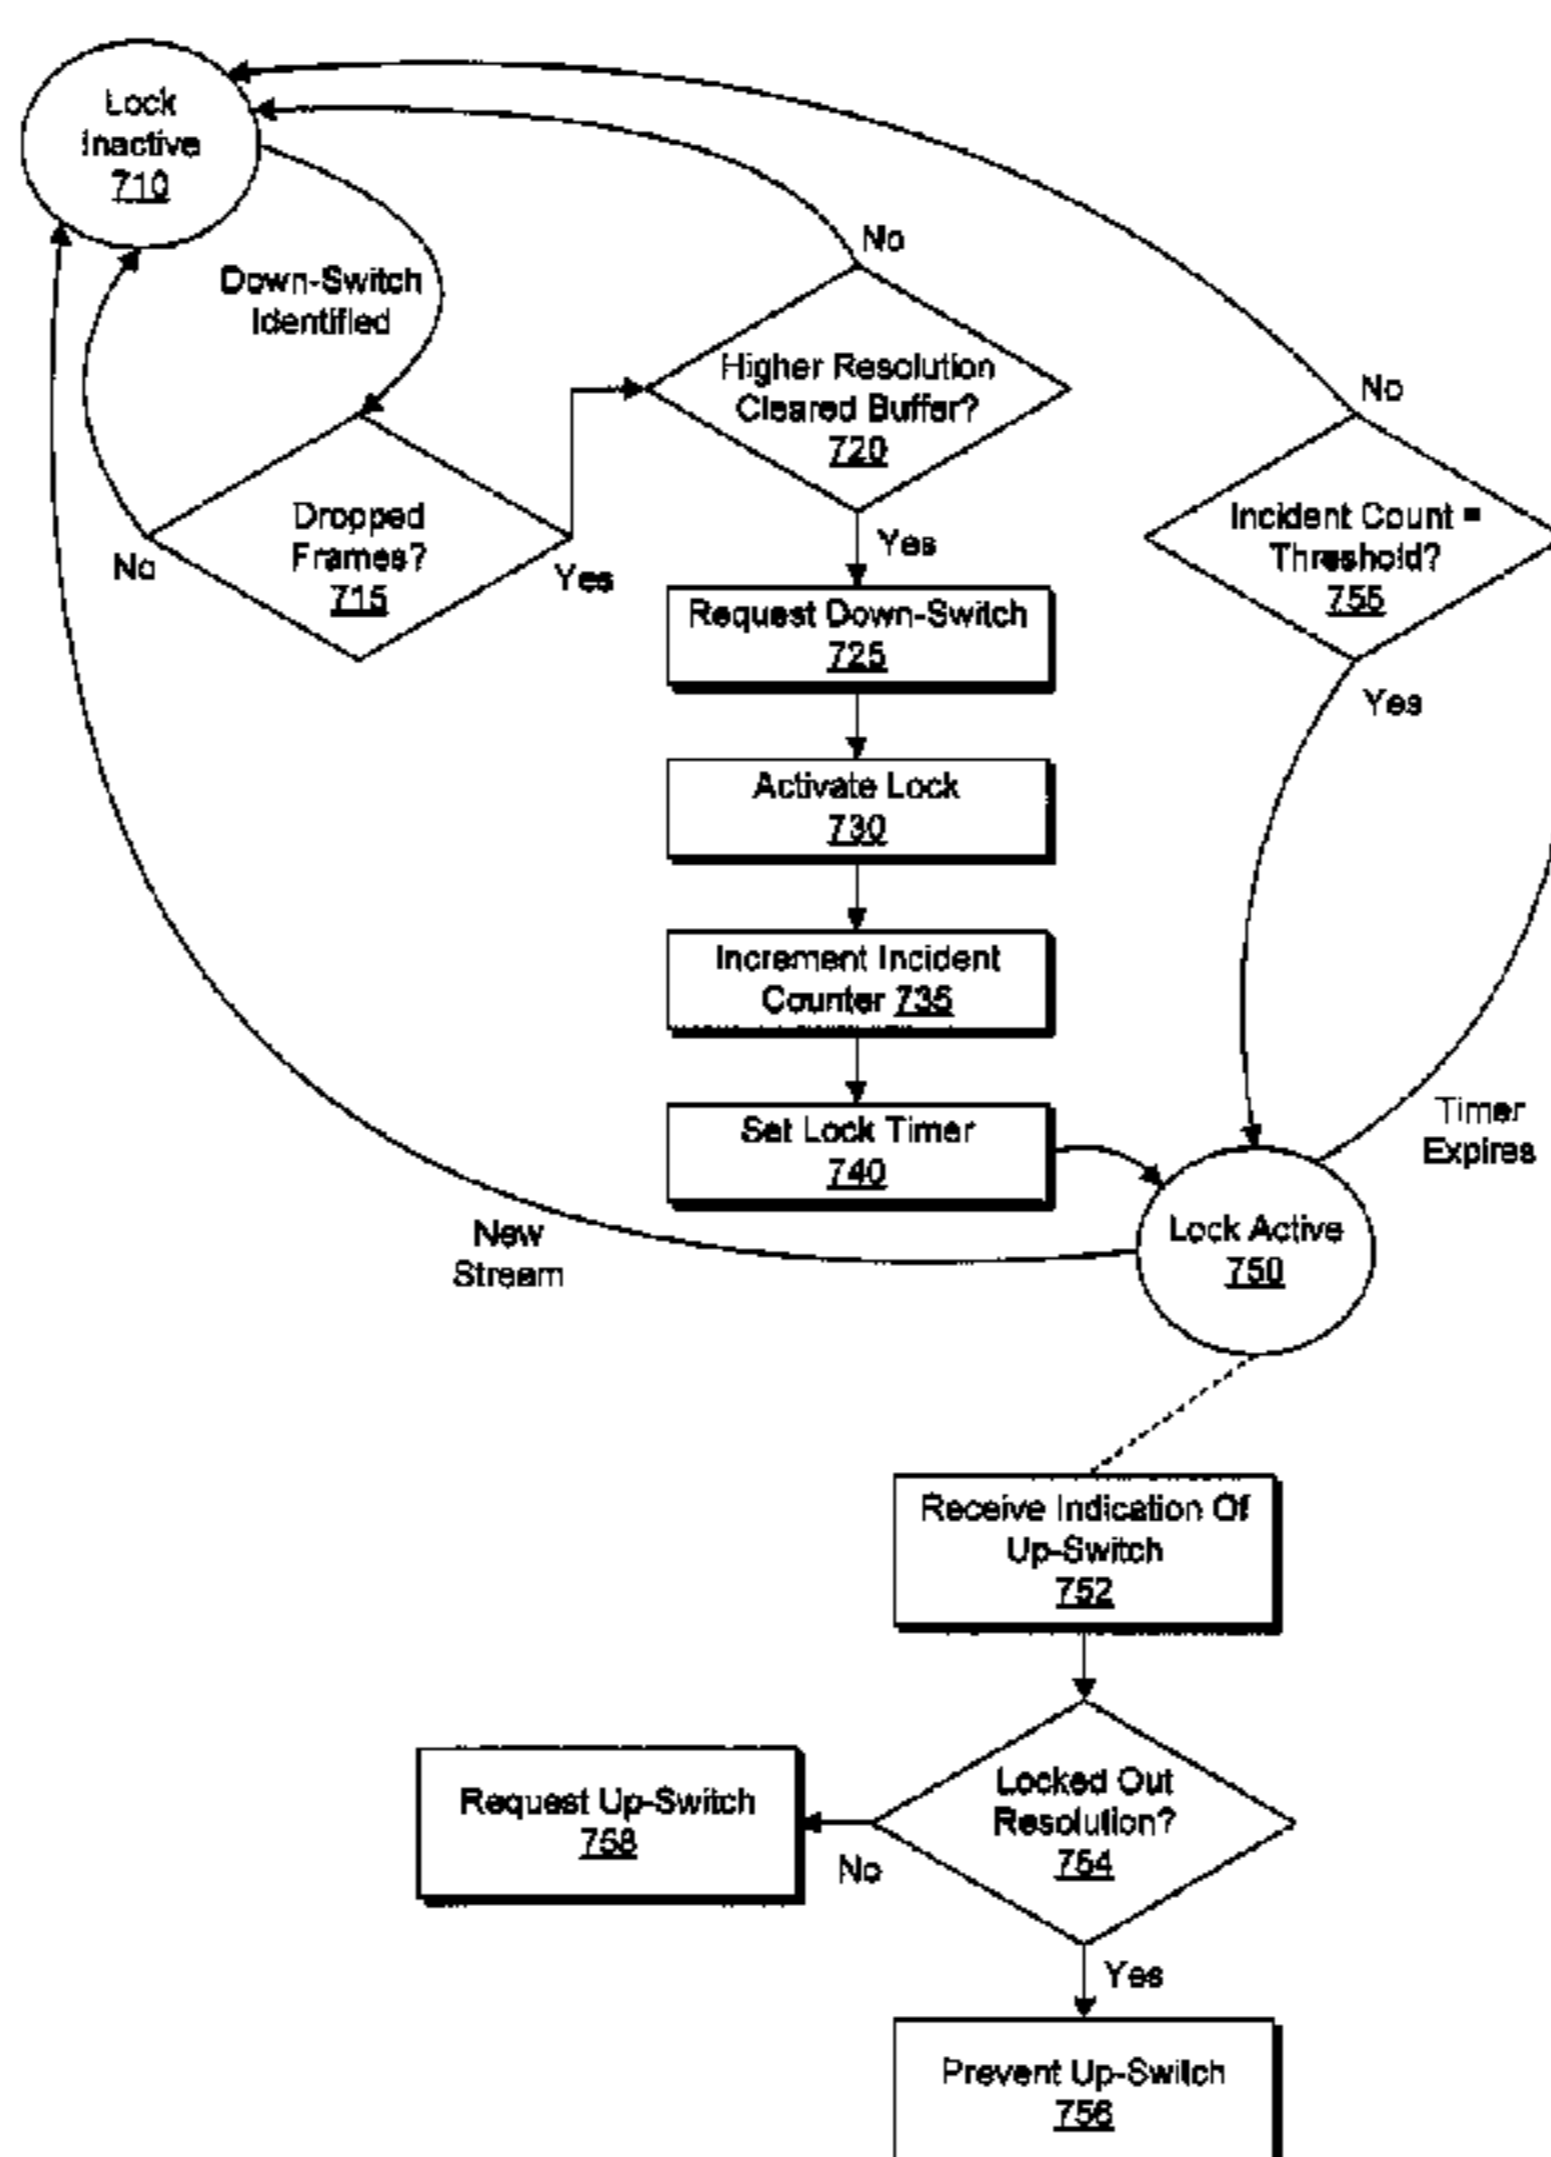 Lock
Inactive
710
Down-Switch
Identified
No
Dropped
Frames?
715
Yes
No
Higher Resolution
Cleared Buffer?
720
Yes
Request Down-Switch
725
Activate Lock
730
Increment Incident
Counter 735
Set Lock Timer
740
No
Incident Count =
Threshold?
755
Yes
Timer
Expires
New
Stream
Lock Active
750
Receive Indication Of
Up-Switch
752
Locked Out
Resolution?
754
No
Request Up-Switch
758
Yes
Prevent Up-Switch
756